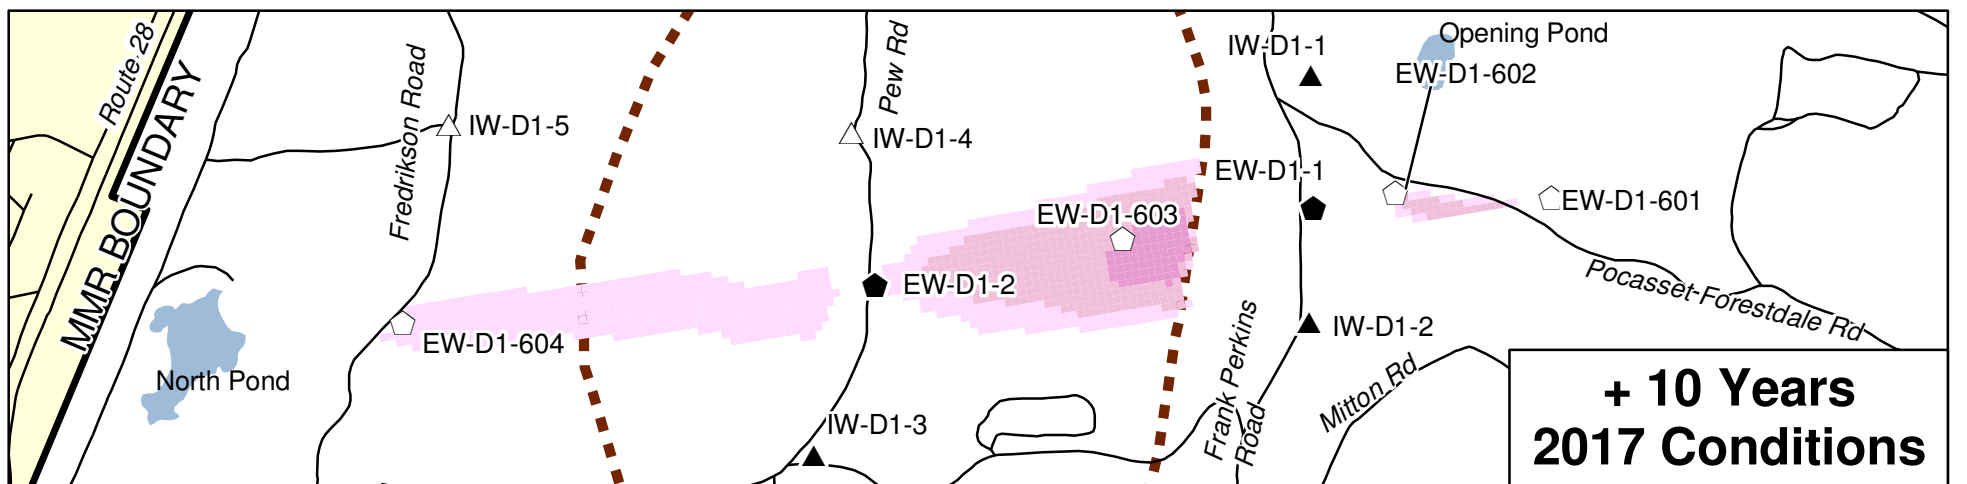 Route 28
MMR BOUNDARY
Fredrikson Road
IW-D1-5
Pew Rd
IW-D1-4
IW-D1-1
Opening Pond
EW-D1-602
EW-D1-1
EW-D1-601
EW-D1-603
EW-D1-2
Pocasset-Forestdale Rd
EW-D1-604
IW-D1-2
North Pond
IW-D1-3
Frank Perkins
Road
Mitton Rd
+ 10 Years
2017 Conditions